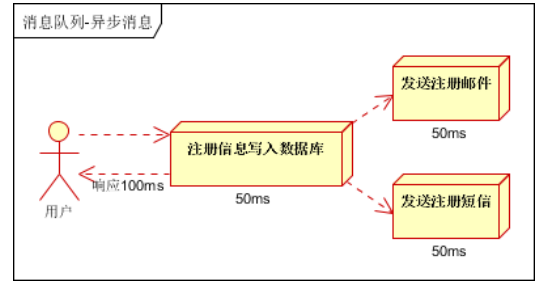 消息队列-异步消息
发送注册邮件
50ms
注册信息写入数据库
响应100ms
50ms
用户
发送注册短信
50ms